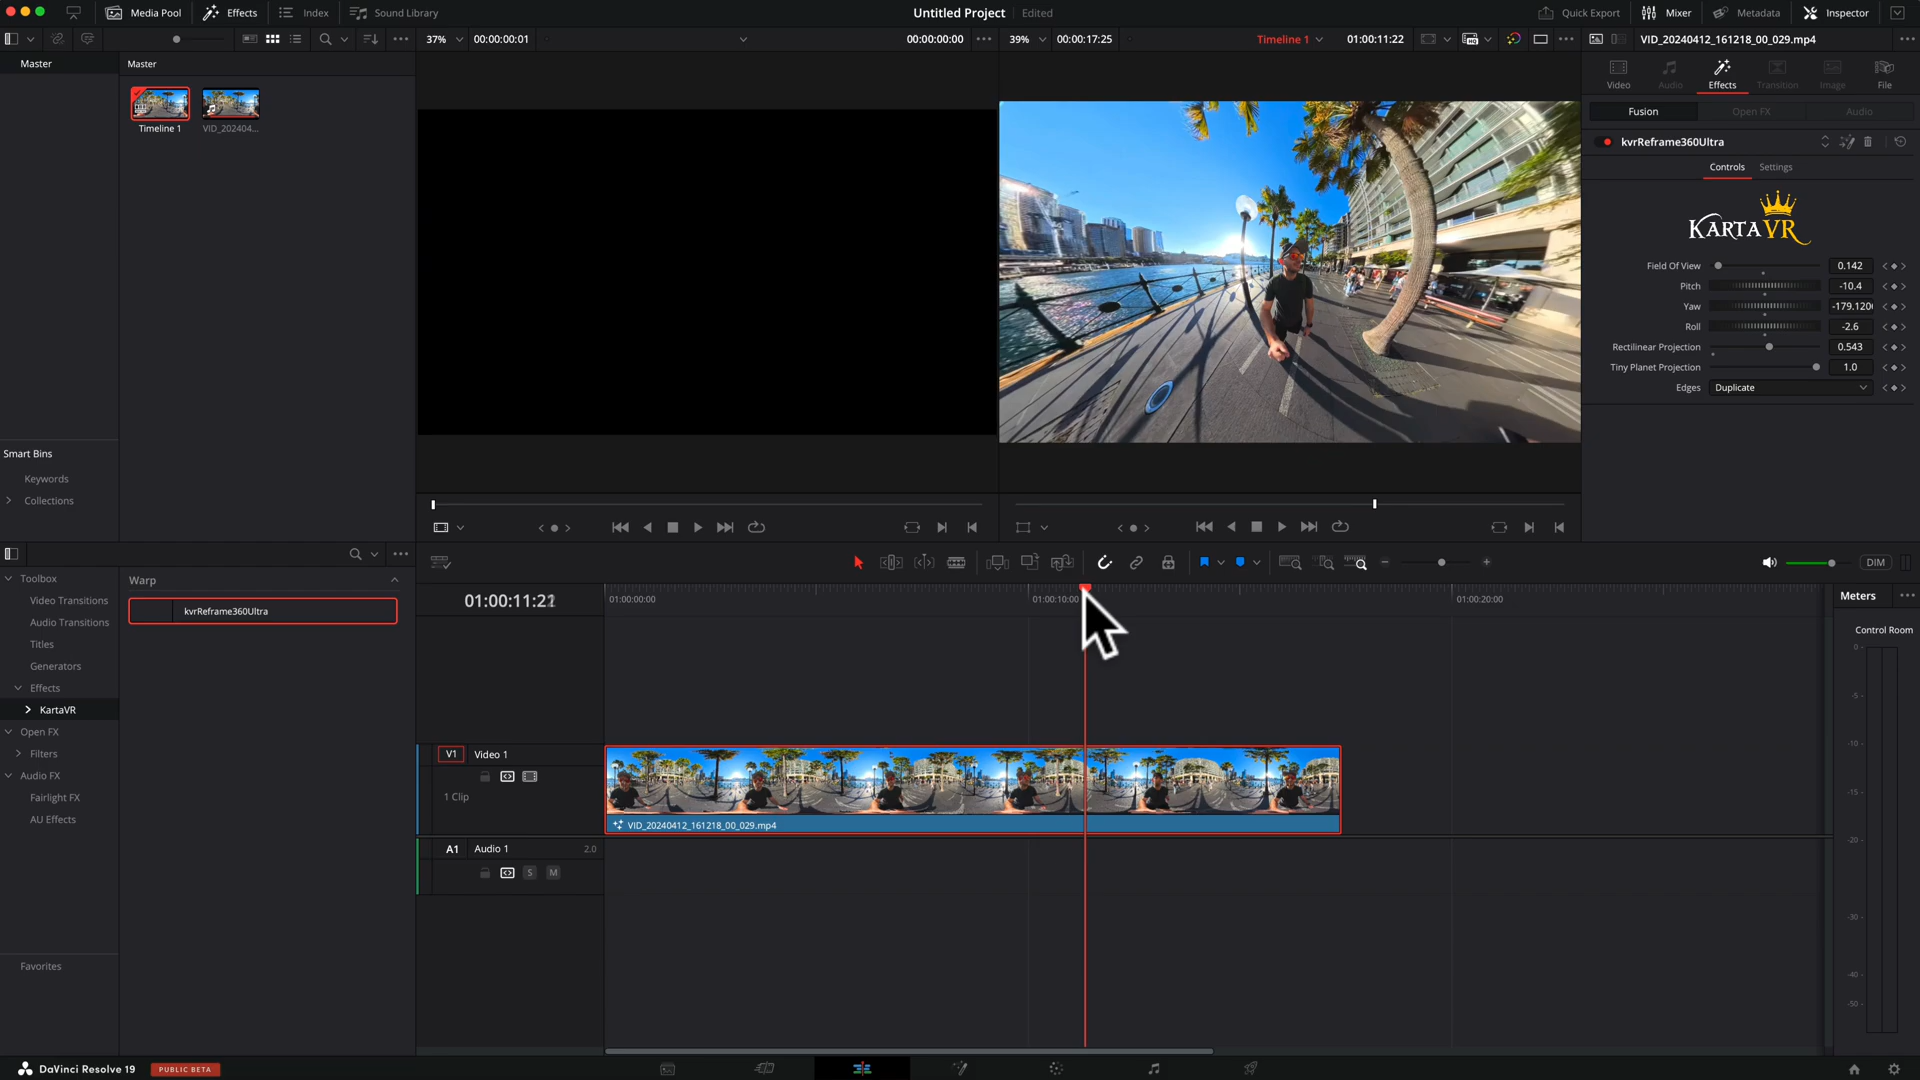 Media Pool
Effects
Index
Sound Library
Untitled Project
Edited
Quick Export
Mixer
Metadata
Inspector
37%
00:00:00:01
00:00:00:00
39%
00:00:17:25
Timeline 1
01:00:11:22
VID_20240412_161218_00_029.mp4
Master
Master
Timeline 1
VID_202404...
Smart Bins
Keywords
Collections
Video
Audio
Effects
Transition
Image
File
Fusion
Open FX
Audio
kvrReframe360Ultra
Controls
Settings
KARTAVR
Field Of View
0.142
Pitch
-10.4
Yaw
Roll
-2.6
Rectilinear Projection
0.543
Tiny Planet Projection
1.0
Edges
Duplicate
DIM
Toolbox
Video Transitions
Audio Transitions
Titles
Generators
Effects
KartaVR
Open FX
Filters
Audio FX
Fairlight FX
AU Effects
Favorites
Warp
kvrReframe360Ultra
01:00:00:00
01:00:10:00
01:00:20:00
V1
Video 1
1 Clip
VID_20240412_161218_00_029.mp4
A1
Audio 1
2.0
S
M
Meters
Control Room
0
-5
-10
-15
-20
-30
-40
-50
DaVinci Resolve 19
PUBLIC BETA